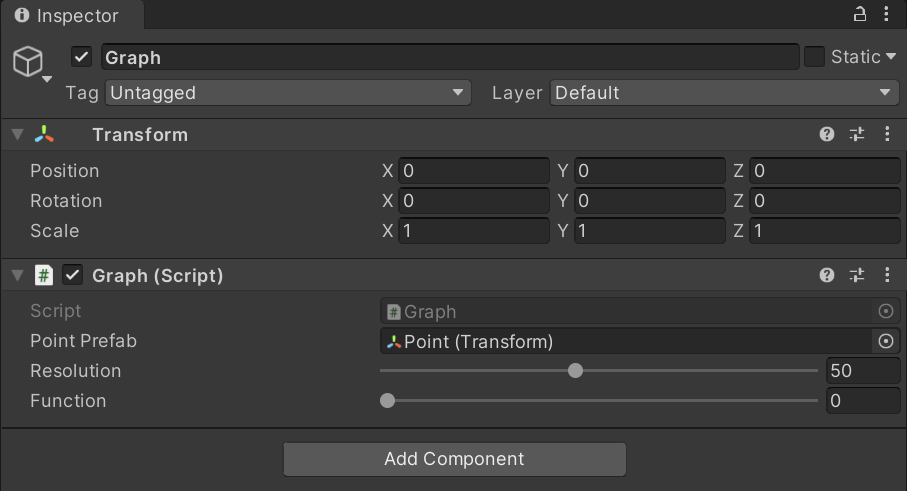 Inspector
Graph Static
Tag Untagged Layer Default
Transform
Position X 0 Y 0 Z 0
Rotation X 0 Y 0 Z 0
Scale X 1 Y 1 Z 1
# Graph (Script)
Script # Graph
Point Prefab Point (Transform)
Resolution 50
Function 0
Add Component